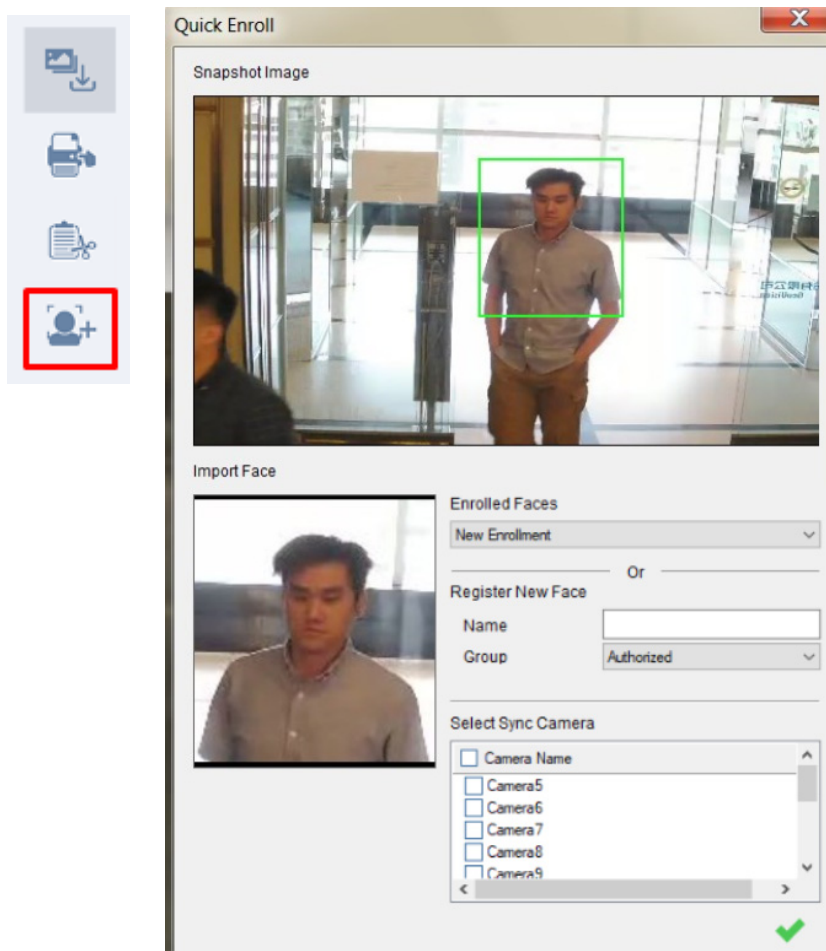 Quick Enroll
Snapshot Image
Import Face
Enrolled Faces
New Enrollment
Or
Register New Face
Name
Group
Authorized
Select Sync Camera
Camera Name
Camera5
Camera6
Camera7
Camera8
Camera9